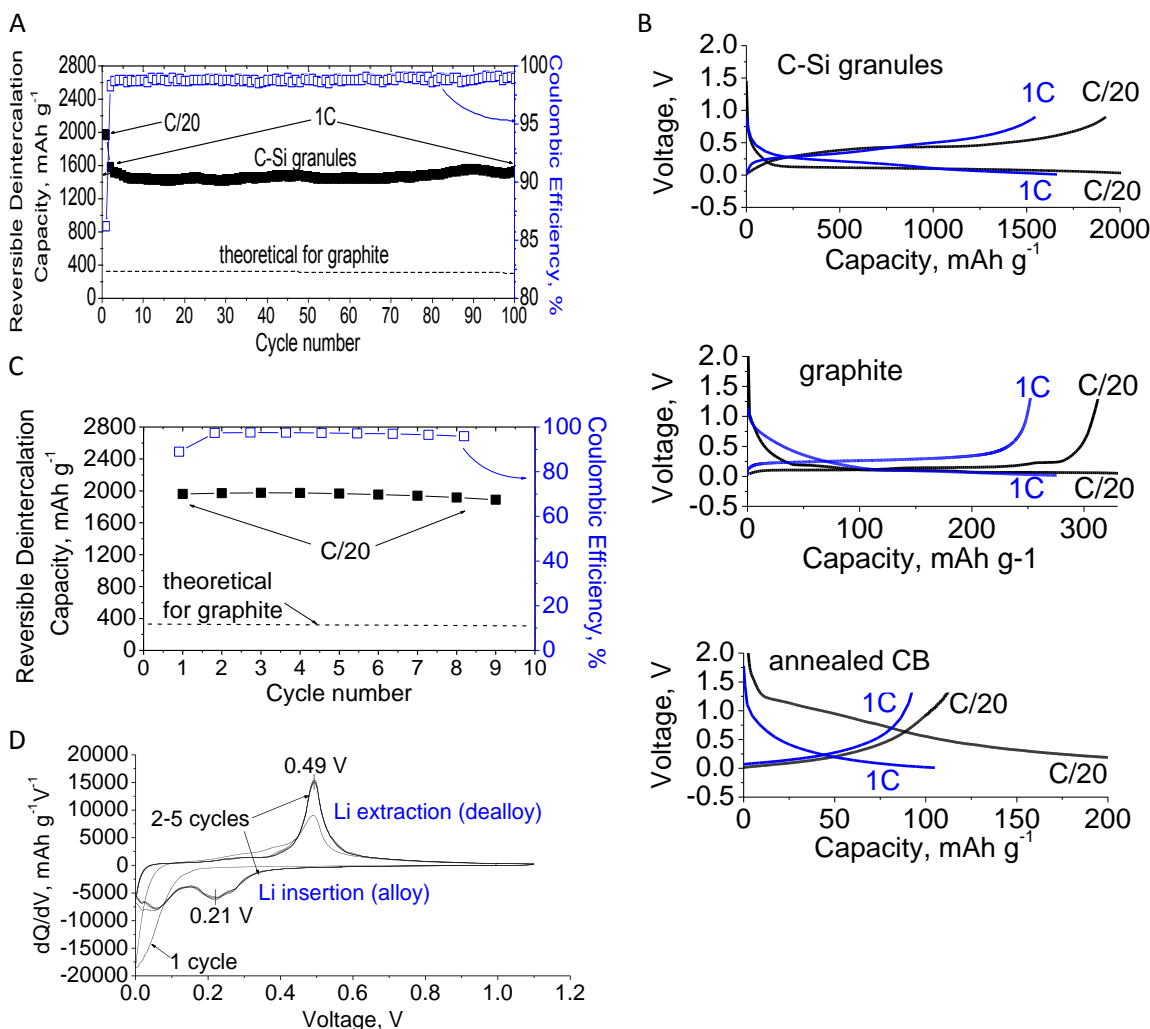 A
Reversible Deintercalation
Capacity, mAh g-1
2800
2400
2000
1600
1200
800
400
0
C/20
1C
C-Si granules
theoretical for graphite
100
95
90
85
80
Coulombic Efficiency, %
0 10 20 30 40 50 60 70 80 90 100
Cycle number
B
Voltage, V
2.0
1.5
1.0
0.5
0.0
-0.5
C-Si granules
1C
C/20
1C
C/20
0 500 1000 1500 2000
Capacity, mAh g-1
Voltage, V
2.0
1.5
1.0
0.5
0.0
-0.5
graphite
1C
C/20
1C
C/20
0 100 200 300
Capacity, mAh g-1
Voltage, V
2.0
1.5
1.0
0.5
0.0
-0.5
annealed CB
1C
C/20
1C
C/20
0 50 100 150 200
Capacity, mAh g-1
C
Reversible Deintercalation
Capacity, mAh g-1
2800
2400
2000
1600
1200
800
400
0
C/20
theoretical
for graphite
100
80
60
40
20
0
Coulombic Efficiency, %
0 1 2 3 4 5 6 7 8 9 10
Cycle number
D
dQ/dV, mAh g-1V-1
20000
15000
10000
5000
0
-5000
-10000
-15000
-20000
0.49 V
2-5 cycles
Li extraction (dealloy)
Li insertion (alloy)
0.21 V
1 cycle
0.0 0.2 0.4 0.6 0.8 1.0 1.2
Voltage, V